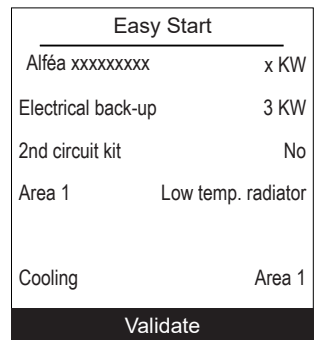 Easy Start
Alféa xxxxxxxxx x KW
Electrical back-up 3 KW
2nd circuit kit No
Area 1 Low temp. radiator
Cooling Area 1
Validate